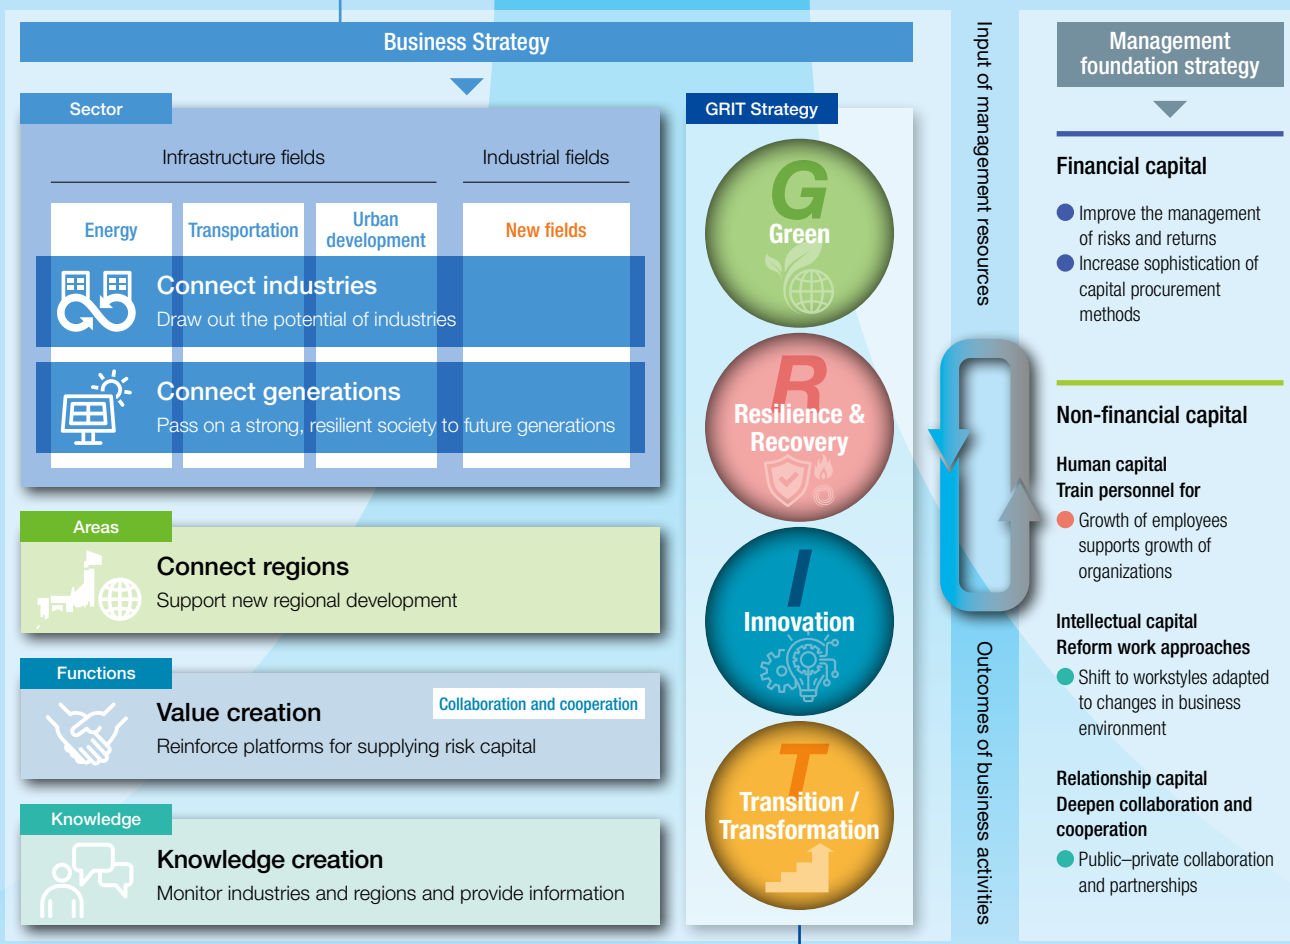 Business Strategy
Sector
Infrastructure fields
Industrial fields
Energy
Transportation
Urban
development
New fields
Connect industries
Draw out the potential of industries
Connect generations
Pass on a strong, resilient society to future generations
Areas
Connect regions
Support new regional development
Functions
Value creation
Collaboration and cooperation
Reinforce platforms for supplying risk capital
Knowledge
Knowledge creation
Monitor industries and regions and provide information
GRIT Strategy
G
Green
R
Resilience &
Recovery
I
Innovation
T
Transition /
Transformation
Input of management resources
Outcomes of business activities
Management
foundation strategy
Financial capital
Improve the management
of risks and returns
Increase sophistication of
capital procurement
methods
Non-financial capital
Human capital
Train personnel for
Growth of employees
supports growth of
organizations
Intellectual capital
Reform work approaches
Shift to workstyles adapted
to changes in business
environment
Relationship capital
Deepen collaboration and
cooperation
Public–private collaboration
and partnerships